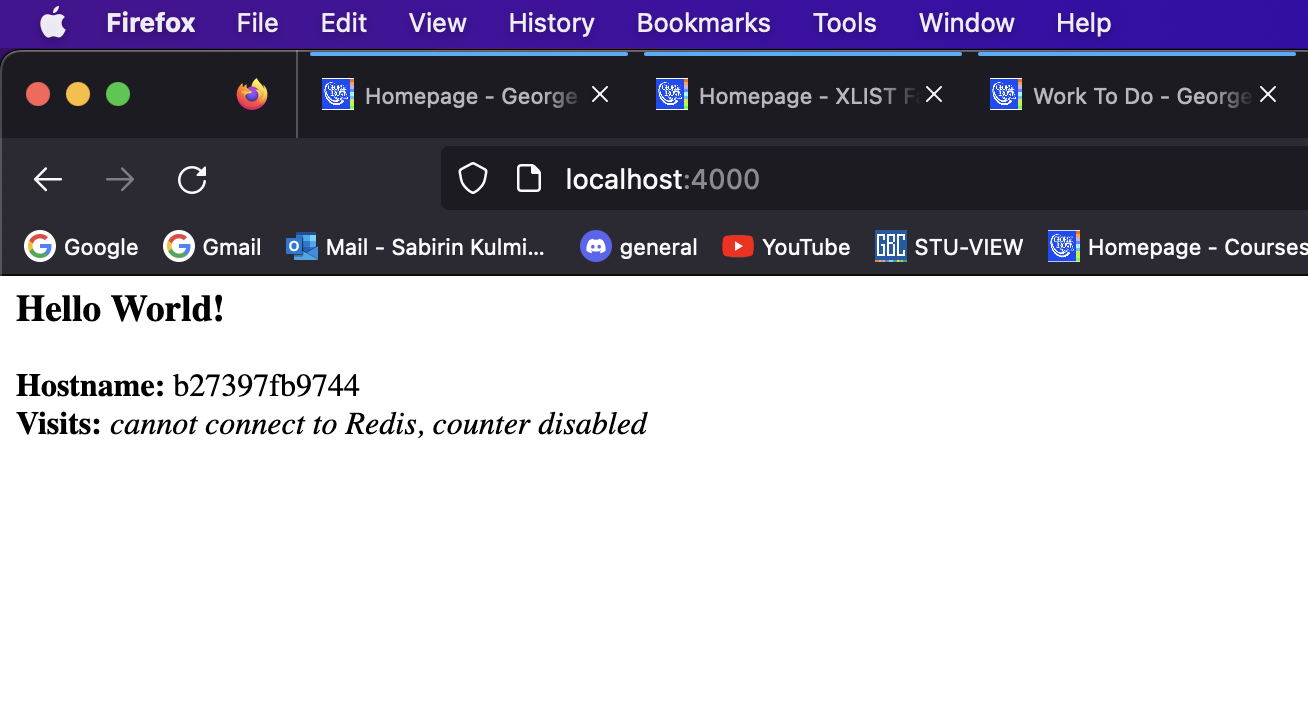 Firefox File Edit View History Bookmarks Tools Window Help
Homepage - George Homepage - XLIST Fa Work To Do - George
localhost:4000
Google Gmail Mail - Sabirin Kulmi... general YouTube GBC STU-VIEW Homepage - Courses
Hello World!
Hostname: b27397fb9744
Visits: cannot connect to Redis, counter disabled